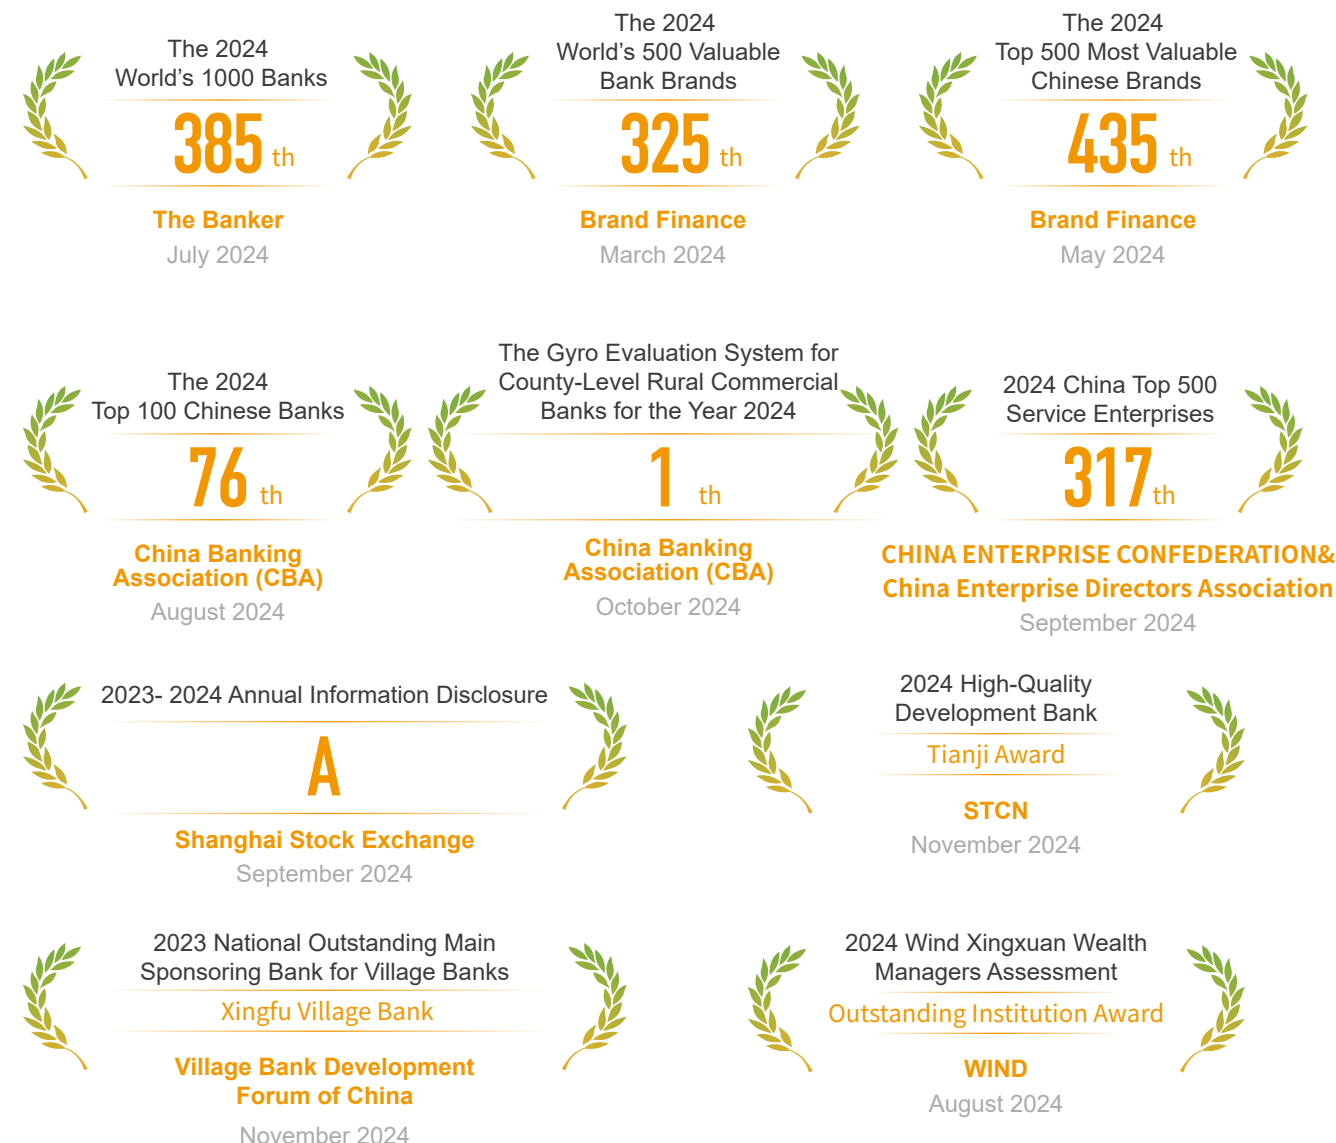 The 2024
World’s 1000 Banks
385 th
The Banker
July 2024
The 2024
World’s 500 Valuable
Bank Brands
325 th
Brand Finance
March 2024
The 2024
Top 500 Most Valuable
Chinese Brands
435 th
Brand Finance
May 2024
The 2024
Top 100 Chinese Banks
76 th
China Banking
Association (CBA)
August 2024
The Gyro Evaluation System for
County-Level Rural Commercial
Banks for the Year 2024
1 th
China Banking
Association (CBA)
October 2024
2024 China Top 500
Service Enterprises
317 th
CHINA ENTERPRISE CONFEDERATION&
China Enterprise Directors Association
September 2024
2023- 2024 Annual Information Disclosure
A
Shanghai Stock Exchange
September 2024
2024 High-Quality
Development Bank
Tianji Award
STCN
November 2024
2023 National Outstanding Main
Sponsoring Bank for Village Banks
Xingfu Village Bank
Village Bank Development
Forum of China
November 2024
2024 Wind Xingxuan Wealth
Managers Assessment
Outstanding Institution Award
WIND
August 2024